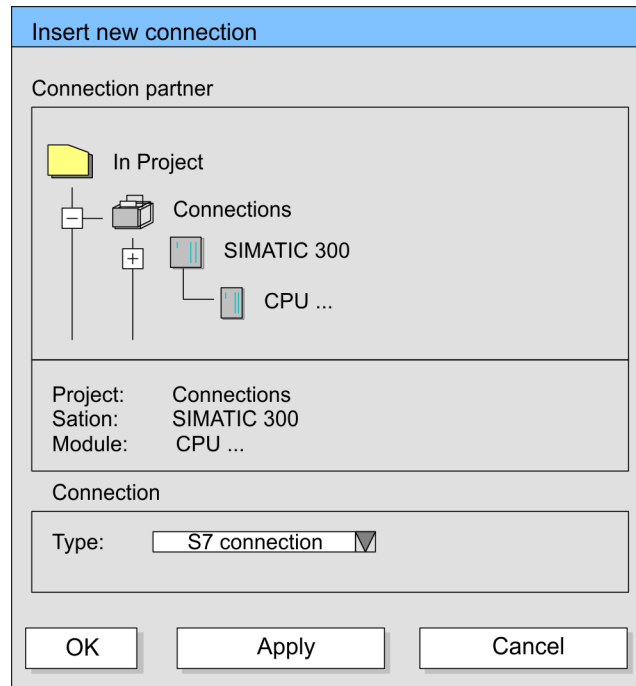 Insert new connection
Connection partner
In Project
Connections
SIMATIC 300
CPU ...
Project: Connections
Sation: SIMATIC 300
Module: CPU ...
Connection
Type: S7 connection
OK Apply Cancel